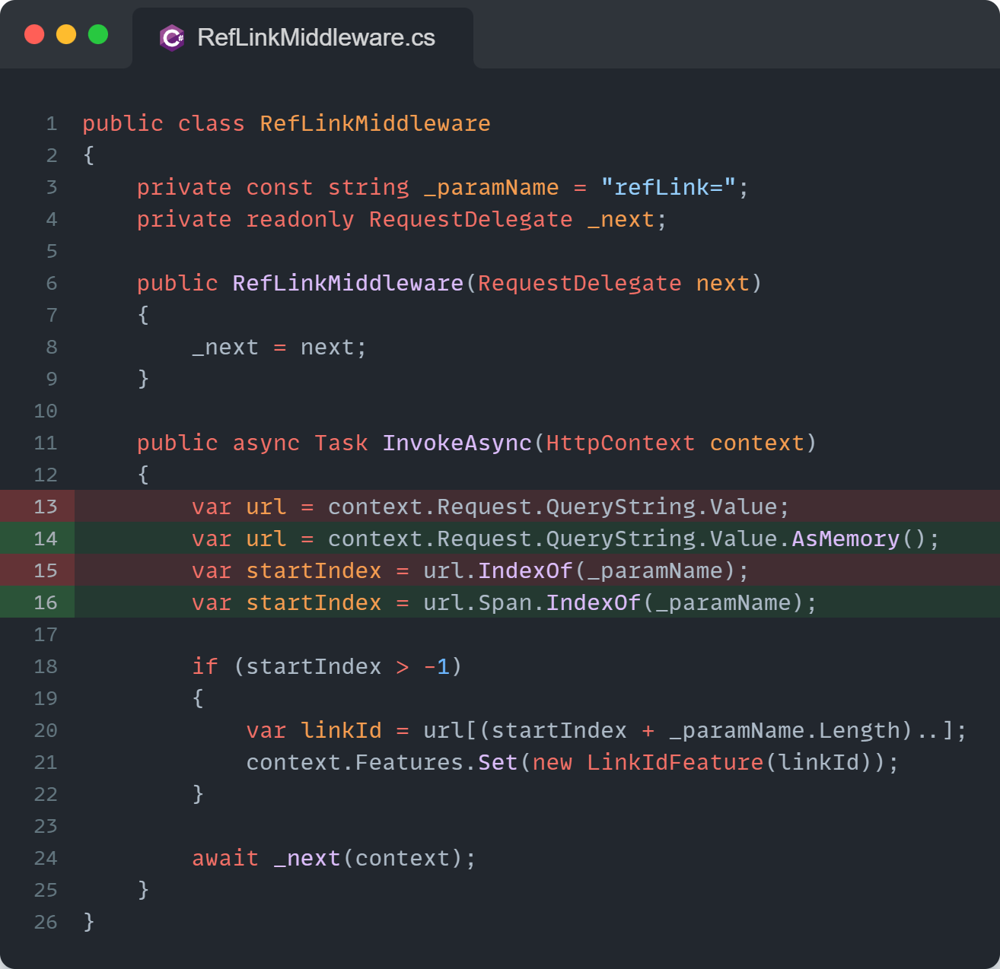 RefLinkMiddleware.cs
1 public class RefLinkMiddleware
2 {
3     private const string _paramName = "refLink=";
4     private readonly RequestDelegate _next;
5
6     public RefLinkMiddleware(RequestDelegate next)
7     {
8         _next = next;
9     }
10
11     public async Task InvokeAsync(HttpContext context)
12     {
13         var url = context.Request.QueryString.Value;
14         var url = context.Request.QueryString.Value.AsMemory();
15         var startIndex = url.IndexOf(_paramName);
16         var startIndex = url.Span.IndexOf(_paramName);
17
18         if (startIndex > -1)
19         {
20             var linkId = url[(startIndex + _paramName.Length)..];
21             context.Features.Set(new LinkIdFeature(linkId));
22         }
23
24         await _next(context);
25     }
26 }